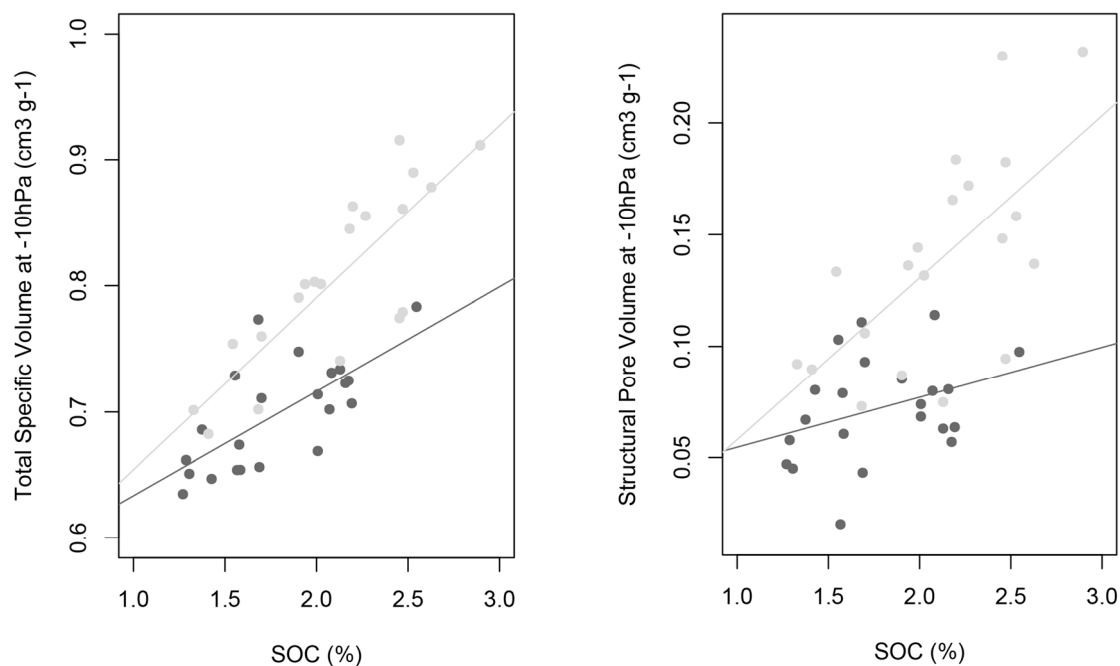 Total Specific Volume at -10hPa (cm3 g-1)
1.0
0.9
0.8
0.7
0.6
1.0 1.5 2.0 2.5 3.0
SOC (%)
Structural Pore Volume at -10hPa (cm3 g-1)
0.20
0.15
0.10
0.05
1.0 1.5 2.0 2.5 3.0
SOC (%)